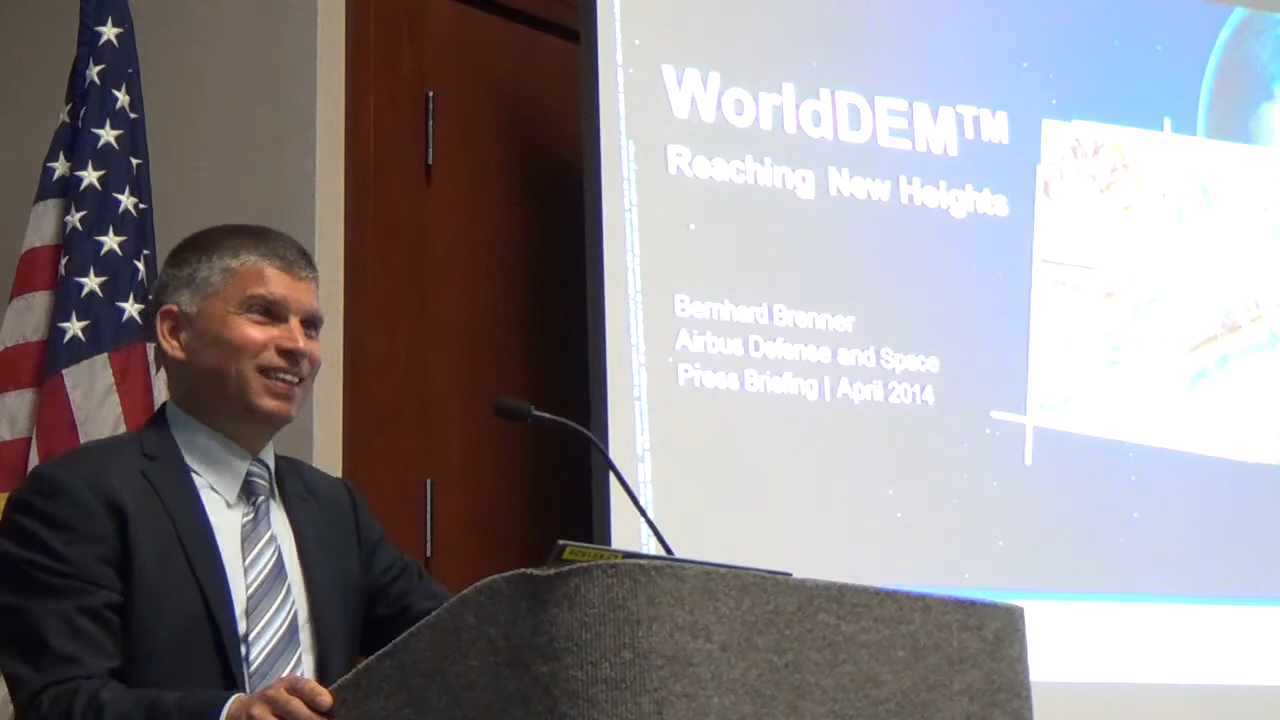 WorldDEM™
Reaching New Heights
Bernhard Brenner
Airbus Defense and Space
Press Briefing | April 2014